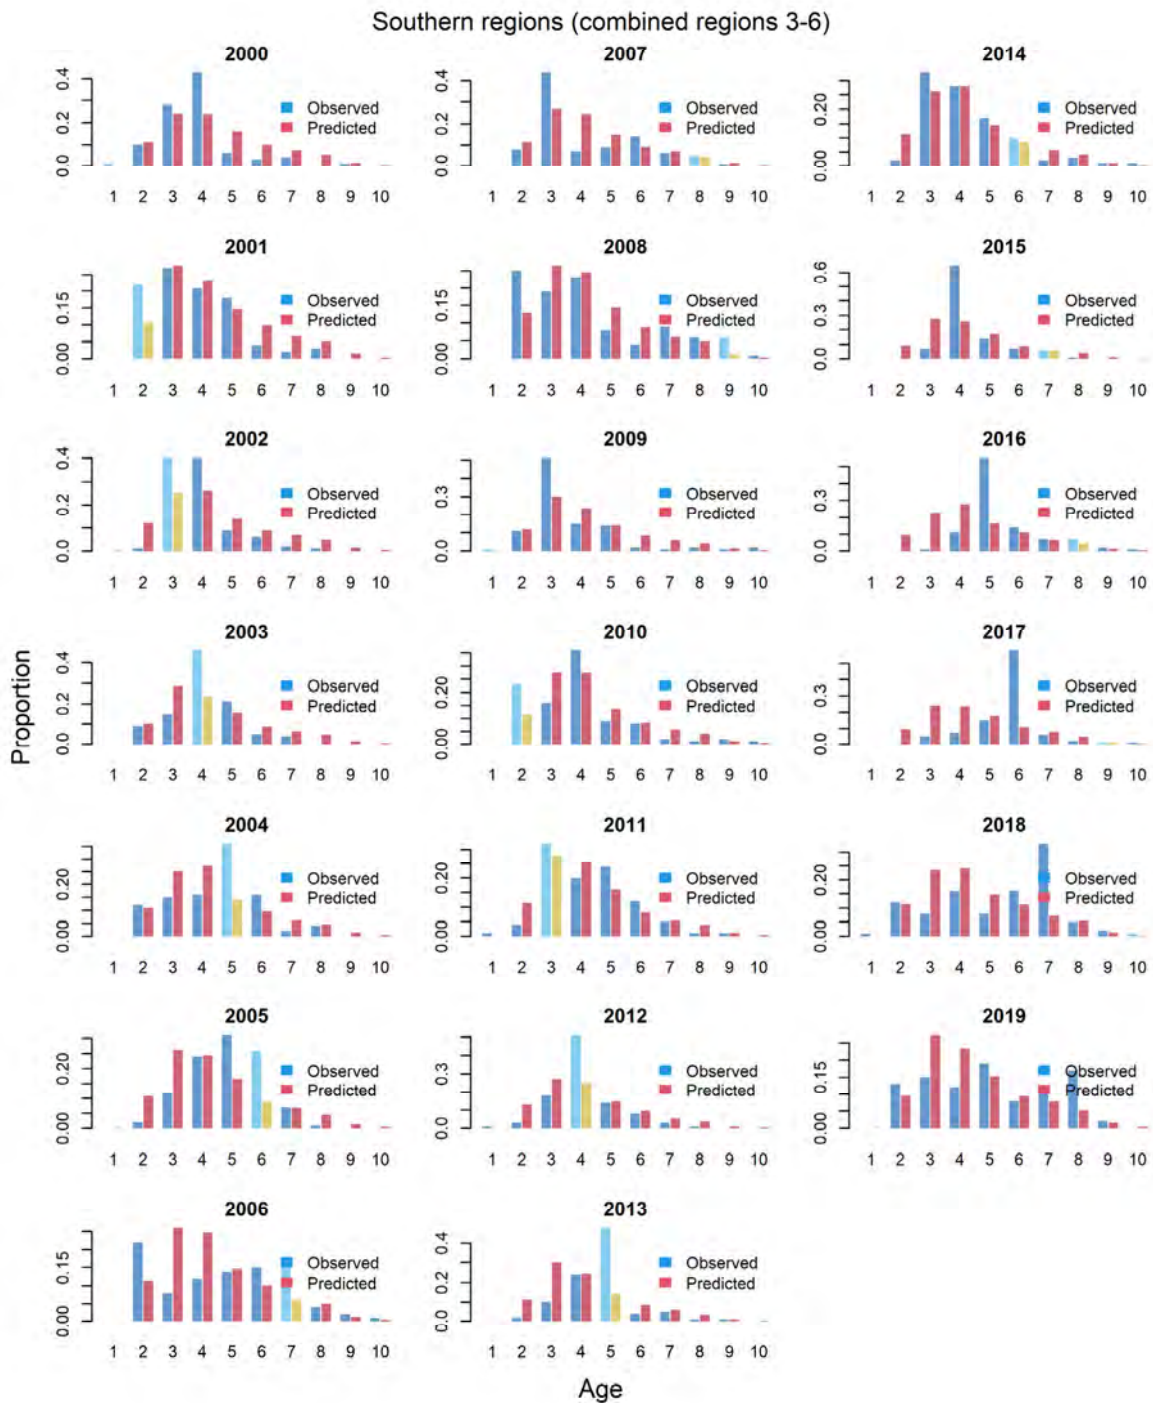 Southern regions (combined regions 3-6)
2000
0.4
0.2
0.0
Observed
Predicted
1 2 3 4 5 6 7 8 9 10
2007
0.4
0.2
0.0
Observed
Predicted
1 2 3 4 5 6 7 8 9 10
2014
0.20
0.00
Observed
Predicted
1 2 3 4 5 6 7 8 9 10
2001
0.15
0.00
Observed
Predicted
1 2 3 4 5 6 7 8 9 10
2008
0.15
0.00
Observed
Predicted
1 2 3 4 5 6 7 8 9 10
2015
0.6
0.3
0.0
Observed
Predicted
1 2 3 4 5 6 7 8 9 10
2002
0.4
0.2
0.0
Observed
Predicted
1 2 3 4 5 6 7 8 9 10
2009
0.3
0.0
Observed
Predicted
1 2 3 4 5 6 7 8 9 10
2016
0.3
0.0
Observed
Predicted
1 2 3 4 5 6 7 8 9 10
Proportion
2003
0.4
0.2
0.0
Observed
Predicted
1 2 3 4 5 6 7 8 9 10
2010
0.20
0.00
Observed
Predicted
1 2 3 4 5 6 7 8 9 10
2017
0.3
0.0
Observed
Predicted
1 2 3 4 5 6 7 8 9 10
2004
0.20
0.00
Observed
Predicted
1 2 3 4 5 6 7 8 9 10
2011
0.20
0.00
Observed
Predicted
1 2 3 4 5 6 7 8 9 10
2018
0.20
0.00
Observed
Predicted
1 2 3 4 5 6 7 8 9 10
2005
0.20
0.00
Observed
Predicted
1 2 3 4 5 6 7 8 9 10
2012
0.3
0.0
Observed
Predicted
1 2 3 4 5 6 7 8 9 10
2019
0.15
0.00
Observed
Predicted
1 2 3 4 5 6 7 8 9 10
2006
0.15
0.00
Observed
Predicted
1 2 3 4 5 6 7 8 9 10
2013
0.4
0.2
0.0
Observed
Predicted
1 2 3 4 5 6 7 8 9 10
Age